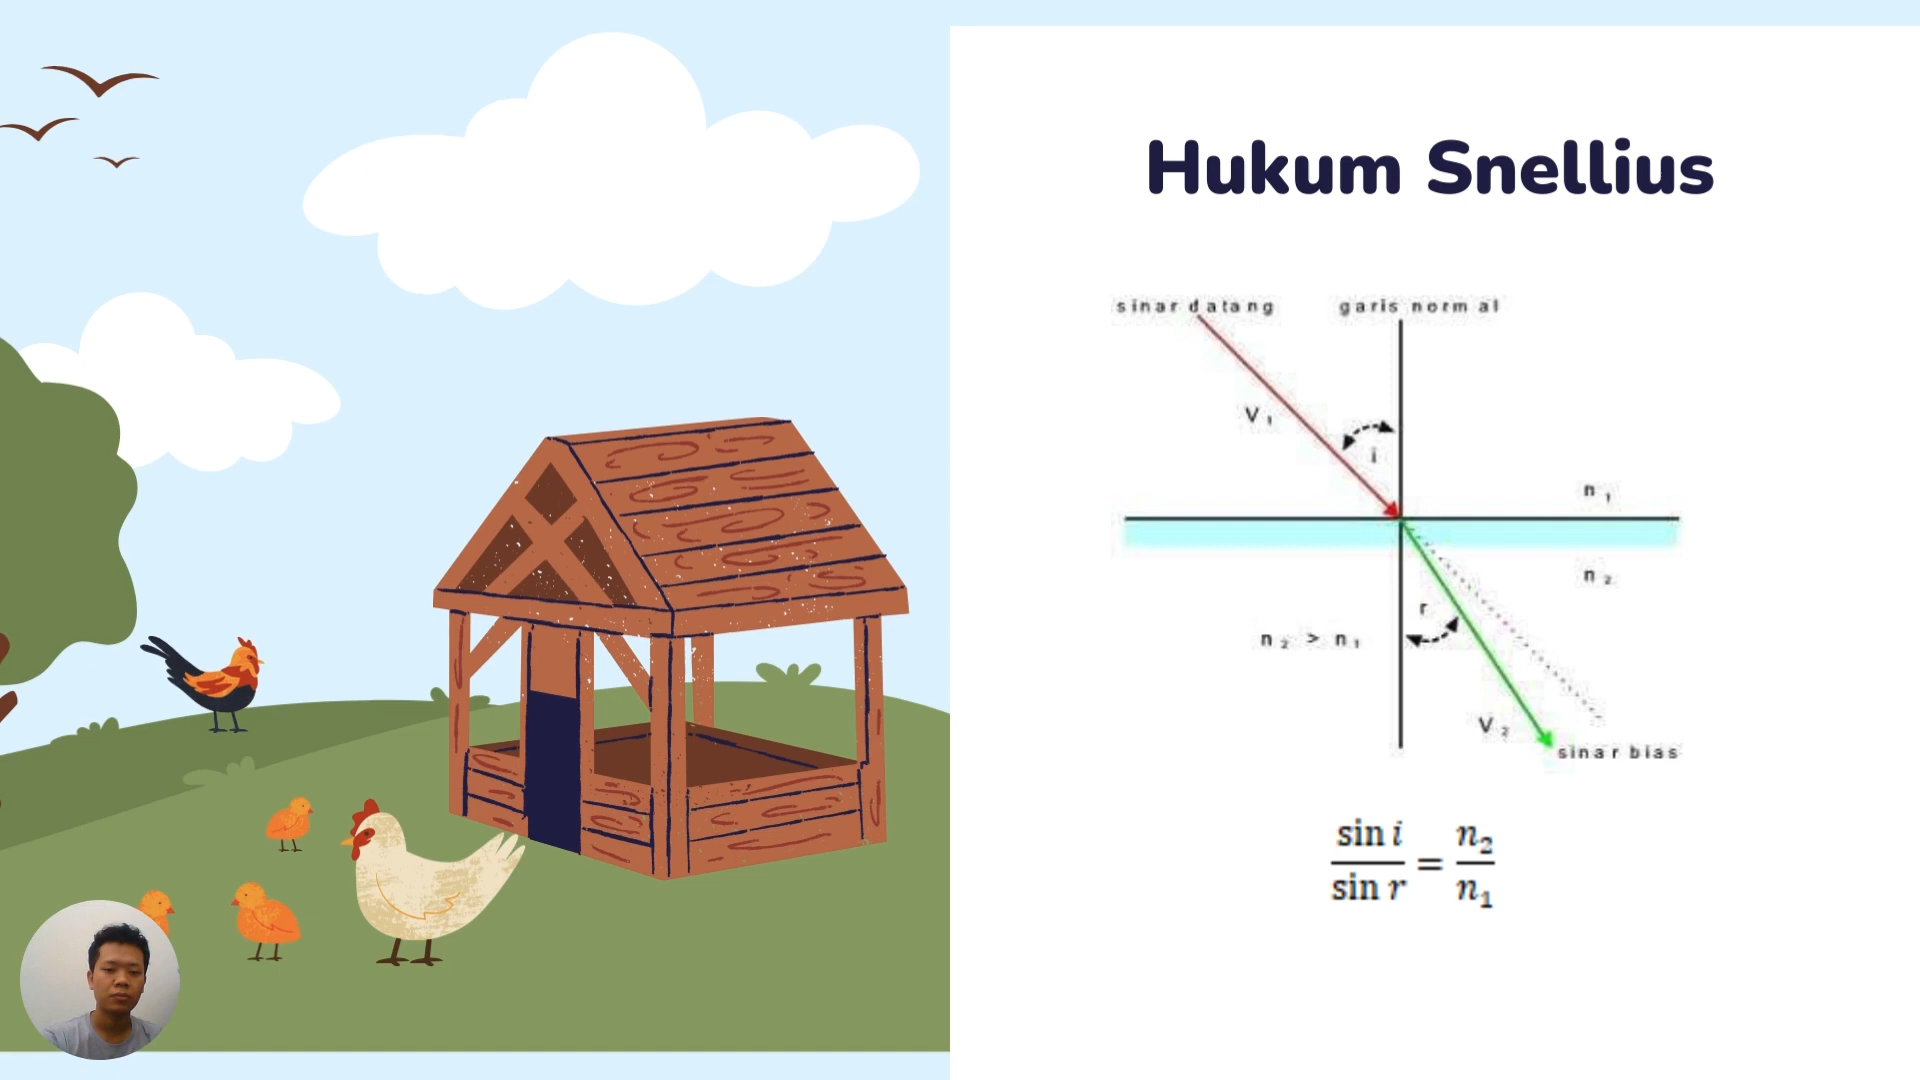 Hukum Snellius
sinar datang
garis normal
V₁
i
n₁
n₂
r
n₂ > n₁
V₂
sinar bias
sin i / sin r = n₂ / n₁